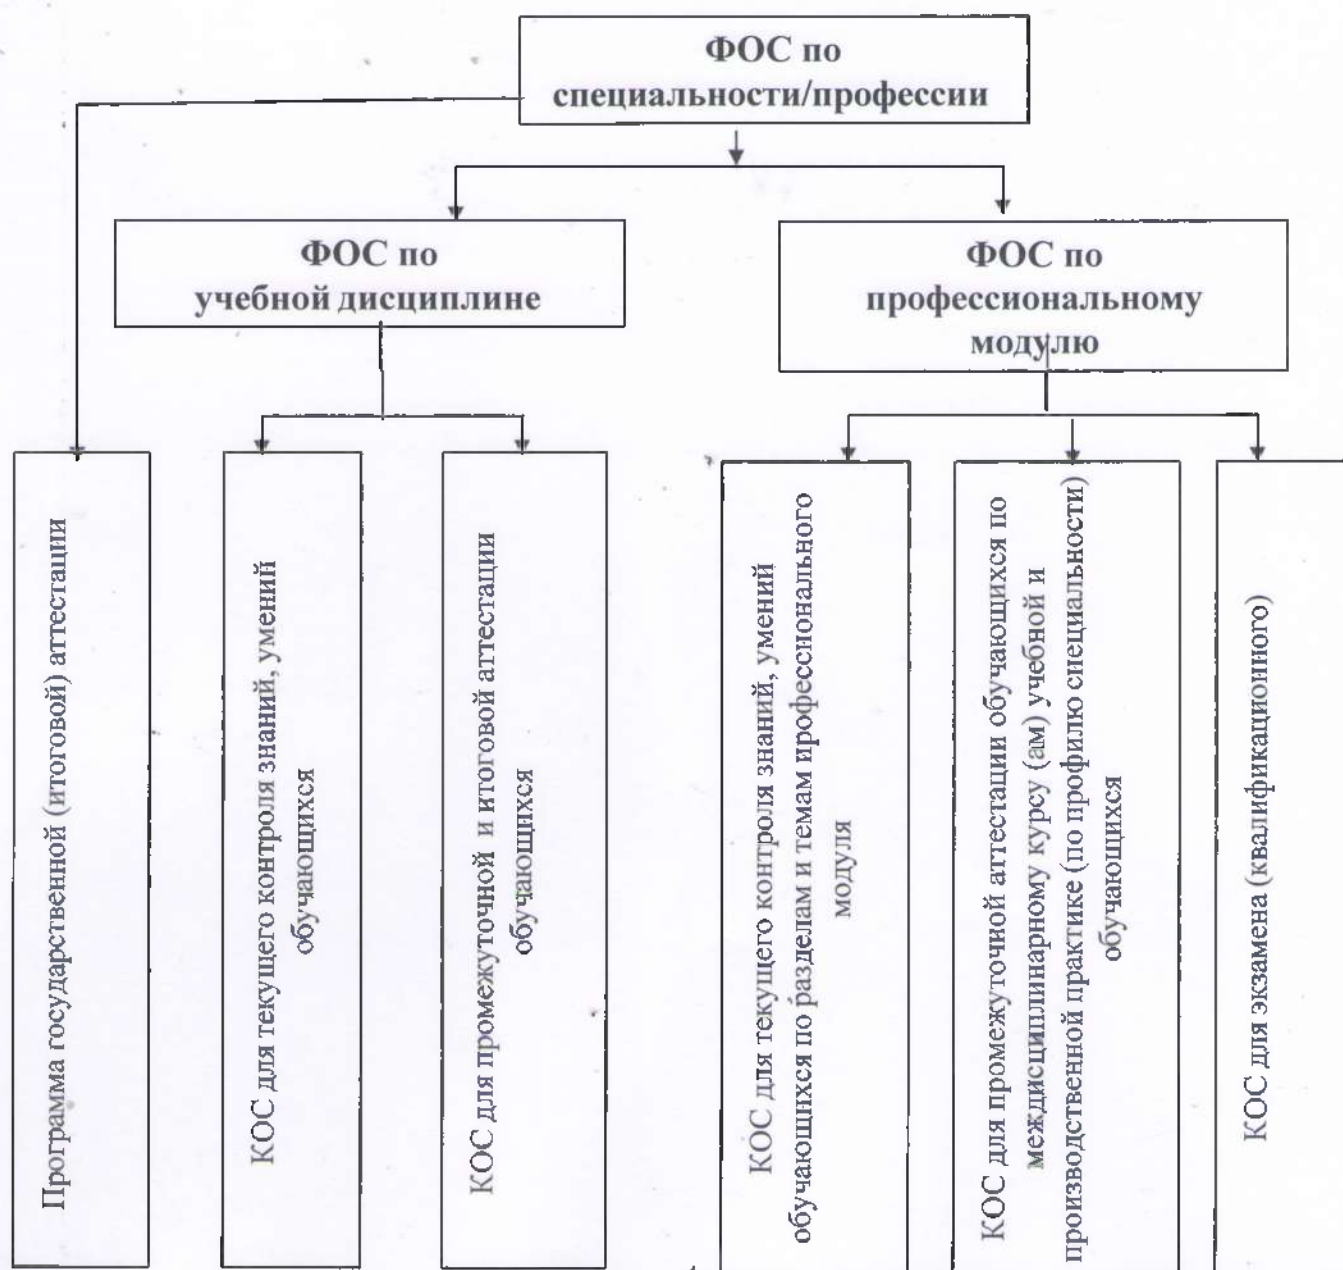 ФОС по
специальности/профессии
ФОС по
учебной дисциплине
ФОС по
профессиональному
модулю
Программа государственной (итоговой) аттестации
КОС для текущего контроля знаний, умений
обучающихся
КОС для промежуточной и итоговой аттестации
обучающихся
КОС для текущего контроля знаний, умений
обучающихся по разделам и темам ирофессионального
модуля
КОС для промежуточной аттестации обучающихся по
междисциплинарному курсу (ам) учебной и
производственной практике (по профилю специальности)
обучающихся
КОС для экзамена (квалификационного)